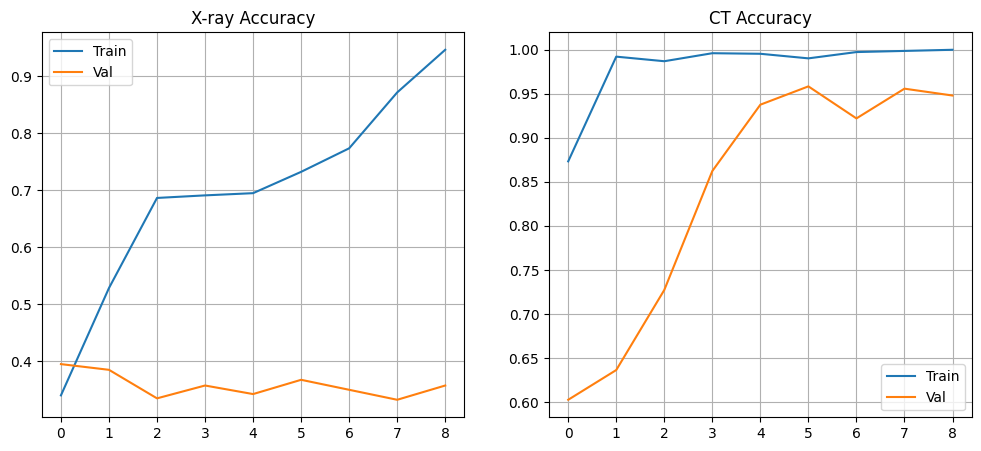 X-ray Accuracy
Train
Val
0.9
0.8
0.7
0.6
0.5
0.4
0 1 2 3 4 5 6 7 8
CT Accuracy
1.00
0.95
0.90
0.85
0.80
0.75
0.70
0.65
0.60
Train
Val
0 1 2 3 4 5 6 7 8